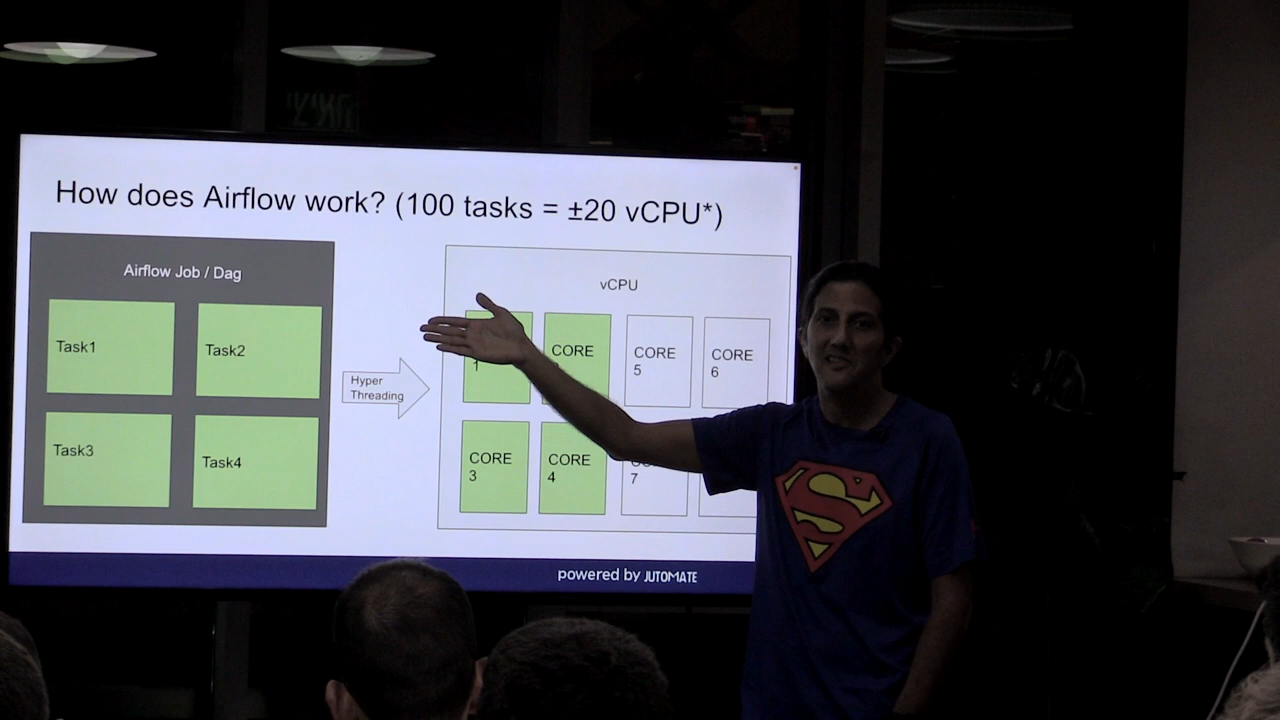 How does Airflow work? (100 tasks = ±20 vCPU*)
Airflow Job / Dag
Task1
Task2
Task3
Task4
Hyper
Threading
vCPU
1
CORE
CORE
5
CORE
6
CORE
3
CORE
4
7
powered by JUTOMATE
S